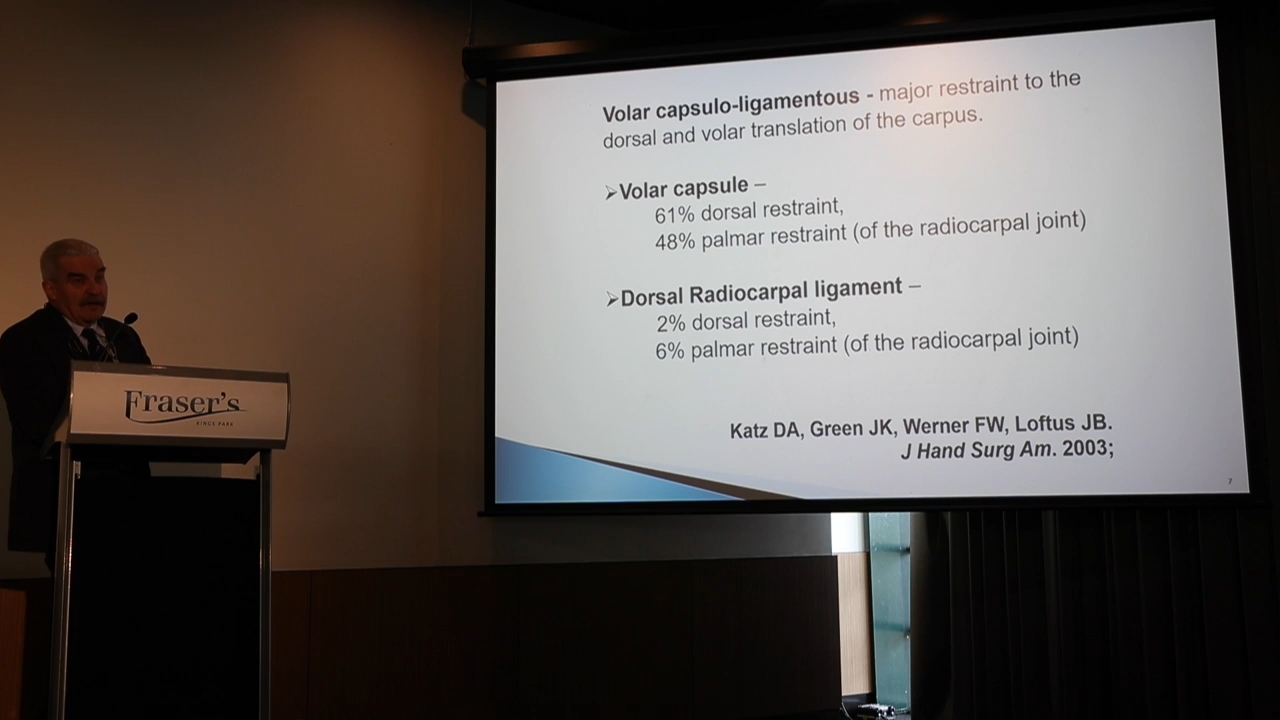 Volar capsulo-ligamentous - major restraint to the
dorsal and volar translation of the carpus.
➢Volar capsule –
61% dorsal restraint,
48% palmar restraint (of the radiocarpal joint)
➢Dorsal Radiocarpal ligament –
2% dorsal restraint,
6% palmar restraint (of the radiocarpal joint)
Katz DA, Green JK, Werner FW, Loftus JB.
J Hand Surg Am. 2003;
7
Fraser's
KINGS PARK